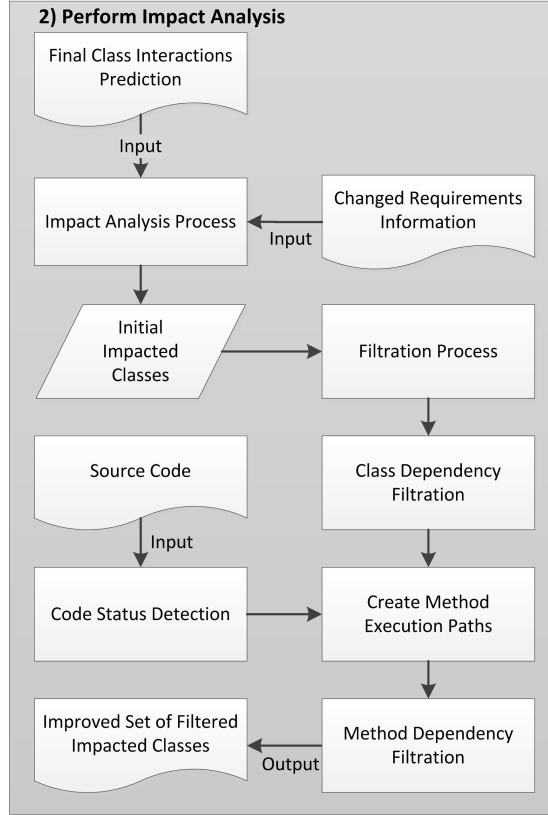 2) Perform Impact Analysis
Final Class Interactions
Prediction
Input
Impact Analysis Process
Changed Requirements
Information
Input
Initial
Impacted
Classes
Filtration Process
Source Code
Class Dependency
Filtration
Input
Code Status Detection
Create Method
Execution Paths
Improved Set of Filtered
Impacted Classes
Method Dependency
Filtration
Output